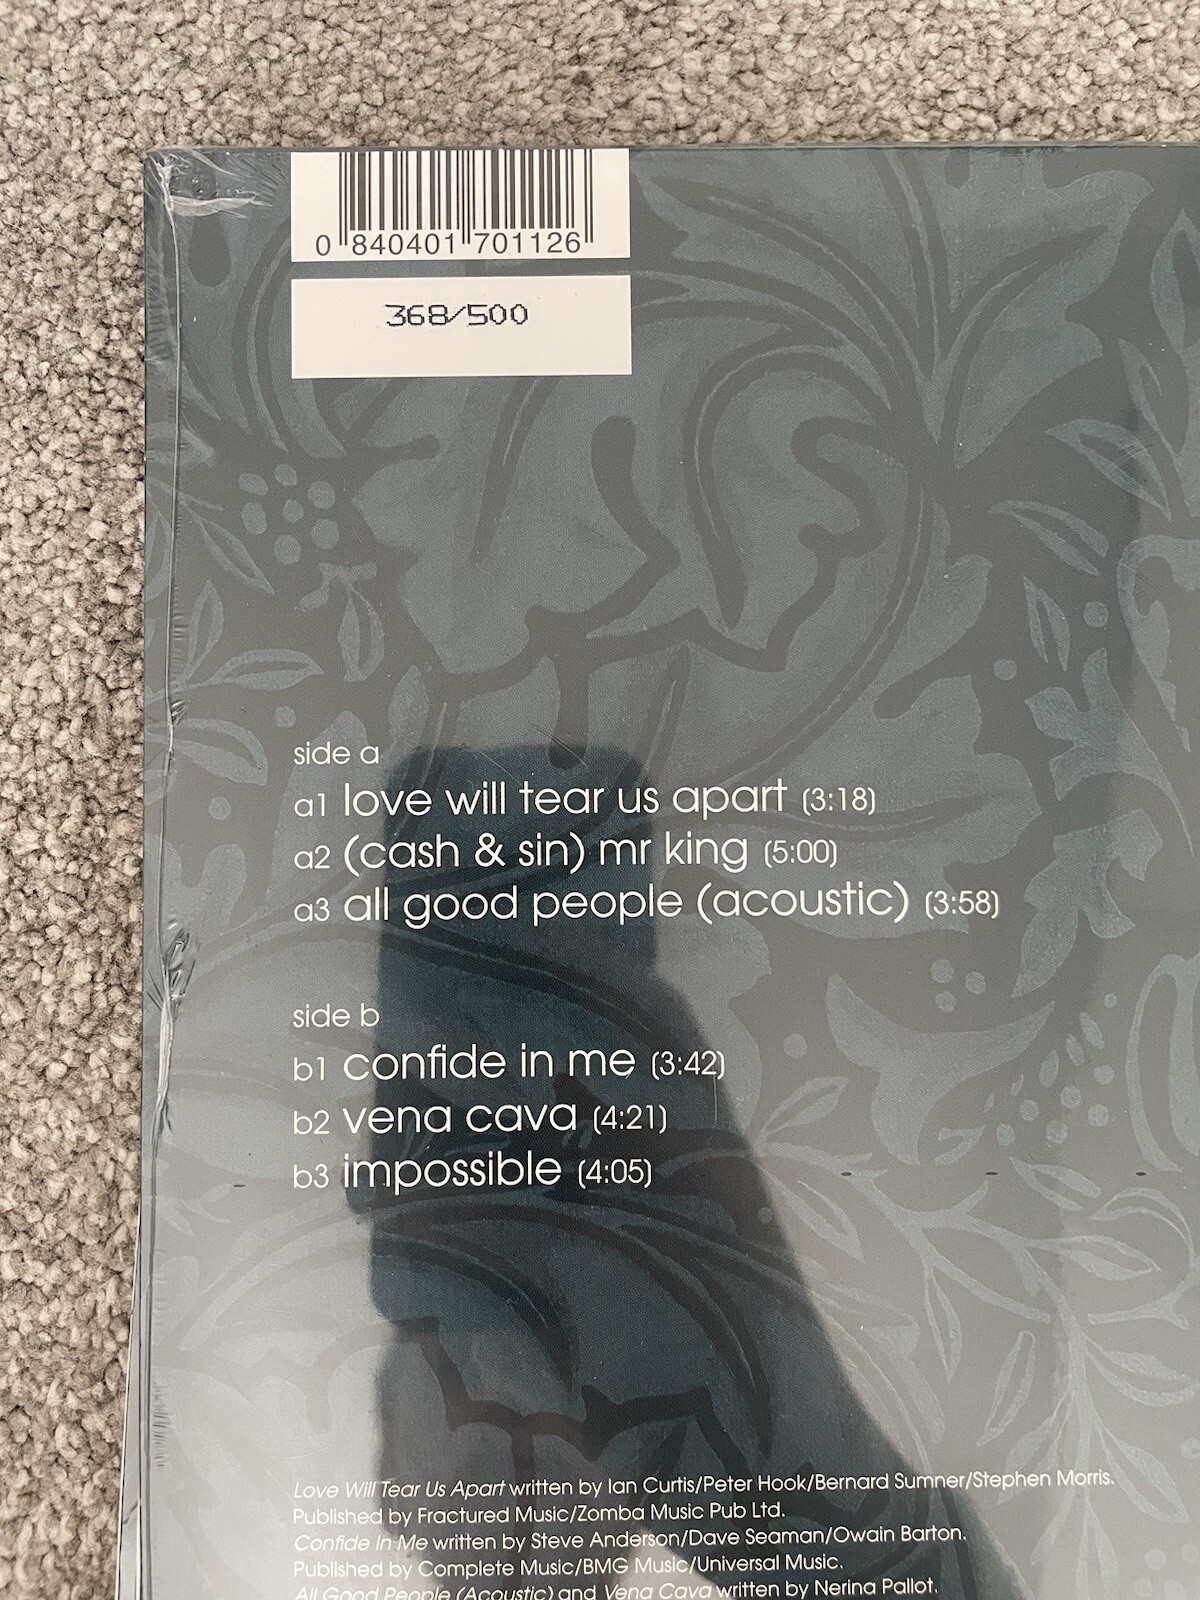 0 840401 701126
368/500
side a
a1 love will tear us apart (3:18)
a2 (cash & sin) mr king (5:00)
a3 all good people (acoustic) (3:58)
side b
b1 confide in me (3:42)
b2 vena cava (4:21)
b3 impossible (4:05)
Love Will Tear Us Apart written by Ian Curtis/Peter Hook/Bernard Sumner/Stephen Morris.
Published by Fractured Music/Zomba Music Pub Ltd.
Confide In Me written by Steve Anderson/Dave Seaman/Owain Barton.
Published by Complete Music/BMG Music/Universal Music.
All Good People (Acoustic) and Vena Cava written by Nerina Pallot.